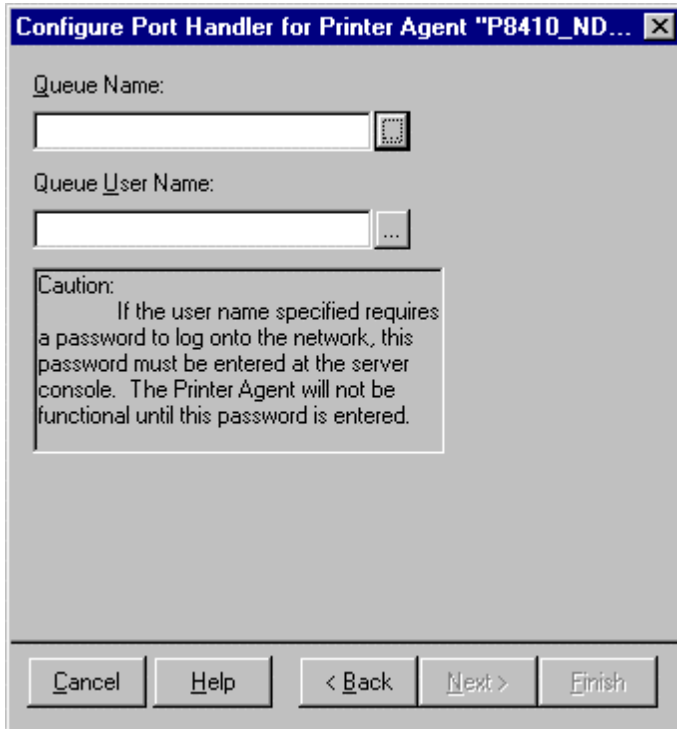 Configure Port Handler for Printer Agent "P8410_ND...
Queue Name:
...
Queue User Name:
...
Caution:
If the user name specified requires
a password to log onto the network, this
password must be entered at the server
console. The Printer Agent will not be
functional until this password is entered.
Cancel Help < Back Next > Finish